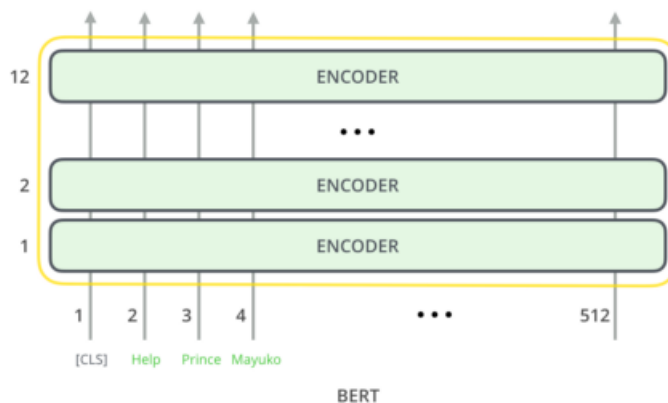 12 ENCODER
•••
2 ENCODER
1 ENCODER
1 2 3 4 ••• 512
[CLS] Help Prince Mayuko
BERT